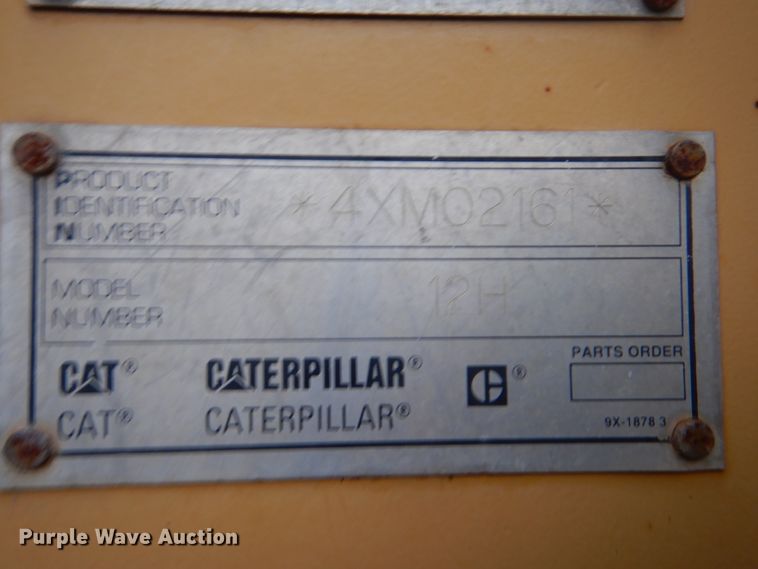 PRODUCT
IDENTIFICATION
NUMBER
*4XM02161*
MODEL
NUMBER
12H
CAT® CATERPILLAR® ®
CAT® CATERPILLAR®
PARTS ORDER
9X-1878 3
Purple Wave Auction